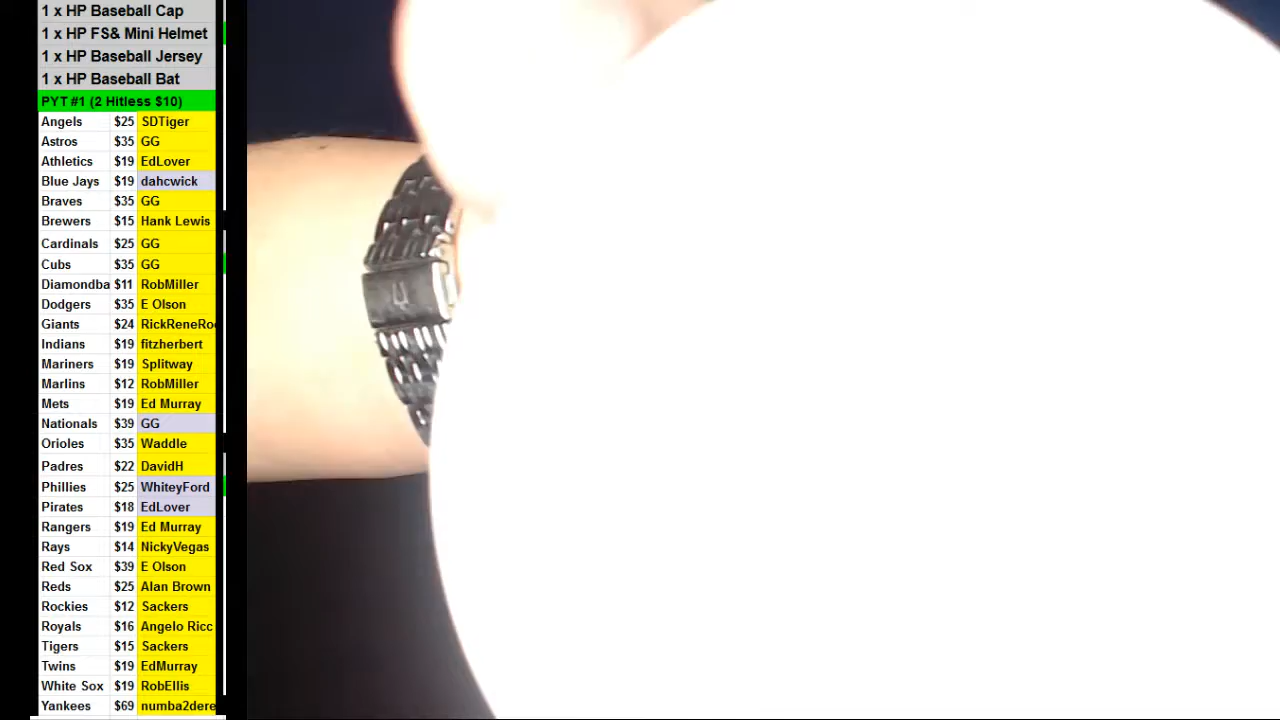 1 x HP Baseball Cap
1 x HP FS& Mini Helmet
1 x HP Baseball Jersey
1 x HP Baseball Bat
PYT #1 (2 Hitless $10)
Angels $25 SDTiger
Astros $35 GG
Athletics $19 EdLover
Blue Jays $19 dahcwick
Braves $35 GG
Brewers $15 Hank Lewis
Cardinals $25 GG
Cubs $35 GG
Diamondba $11 RobMiller
Dodgers $35 E Olson
Giants $24 RickReneRoc
Indians $19 fitzherbert
Mariners $19 Splitway
Marlins $12 RobMiller
Mets $19 Ed Murray
Nationals $39 GG
Orioles $35 Waddle
Padres $22 DavidH
Phillies $25 WhiteyFord
Pirates $18 EdLover
Rangers $19 Ed Murray
Rays $14 NickyVegas
Red Sox $39 E Olson
Reds $25 Alan Brown
Rockies $12 Sackers
Royals $16 Angelo Ricc
Tigers $15 Sackers
Twins $19 EdMurray
White Sox $19 RobEllis
Yankees $69 numba2dere